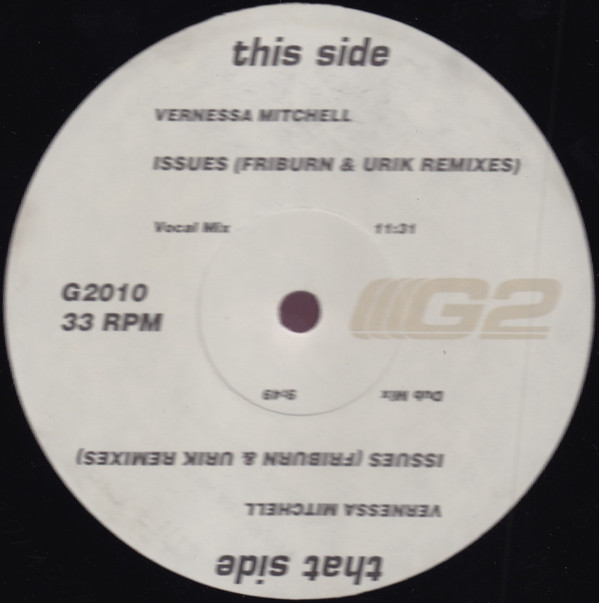 this side
VERNESSA MITCHELL
ISSUES (FRIBURN & URIK REMIXES)
Vocal Mix 11:31
G2010
33 RPM
G2
that side
VERNESSA MITCHELL
ISSUES (FRIBURN & URIK REMIXES)
Dub Mix 9:49